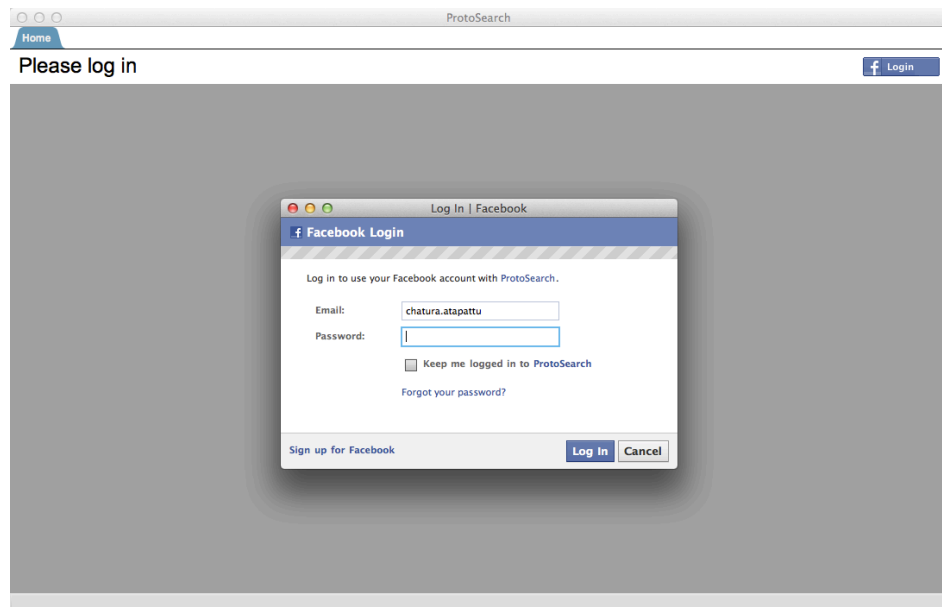 ProtoSearch
Home
Please log in
f Login
Log In | Facebook
f Facebook Login
Log in to use your Facebook account with ProtoSearch.
Email: chatura.atapattu
Password:
Keep me logged in to ProtoSearch
Forgot your password?
Sign up for Facebook Log In Cancel